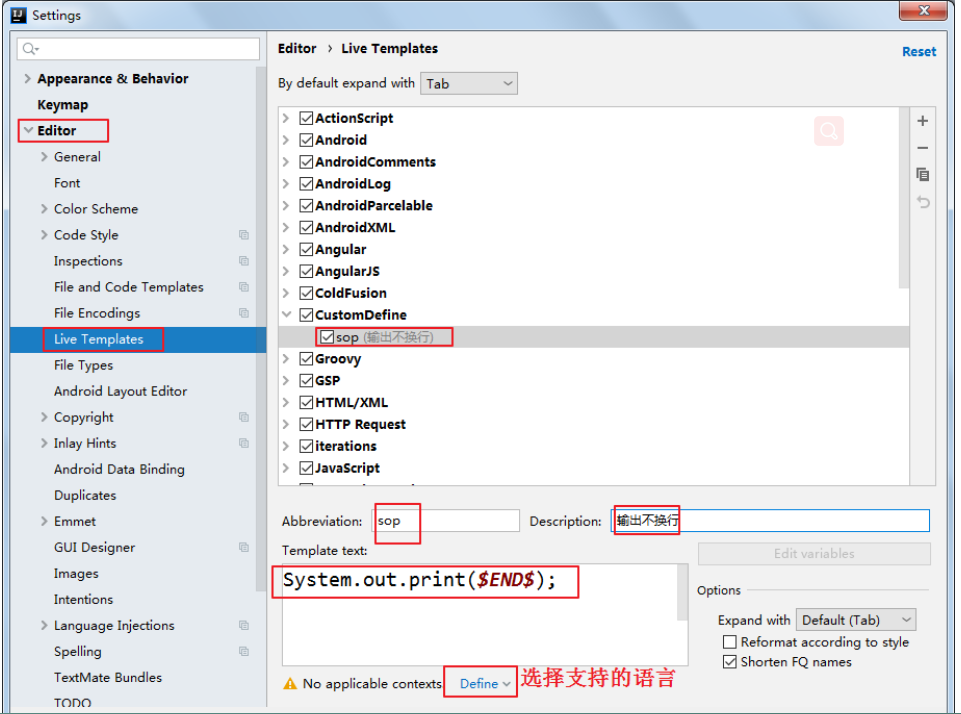 Settings
Editor › Live Templates
Reset
By default expand with Tab
Appearance & Behavior
Keymap
Editor
General
Font
Color Scheme
Code Style
Inspections
File and Code Templates
File Encodings
Live Templates
File Types
Android Layout Editor
Copyright
Inlay Hints
Android Data Binding
Duplicates
Emmet
GUI Designer
Images
Intentions
Language Injections
Spelling
TextMate Bundles
TODO
ActionScript
Android
AndroidComments
AndroidLog
AndroidParcelable
AndroidXML
Angular
AngularJS
ColdFusion
CustomDefine
sop (输出不换行)
Groovy
GSP
HTML/XML
HTTP Request
iterations
JavaScript
Abbreviation: sop
Description: 输出不换行
Template text:
System.out.print($END$);
Edit variables
Options
Expand with Default (Tab)
Reformat according to style
Shorten FQ names
No applicable contexts. Define
选择支持的语言